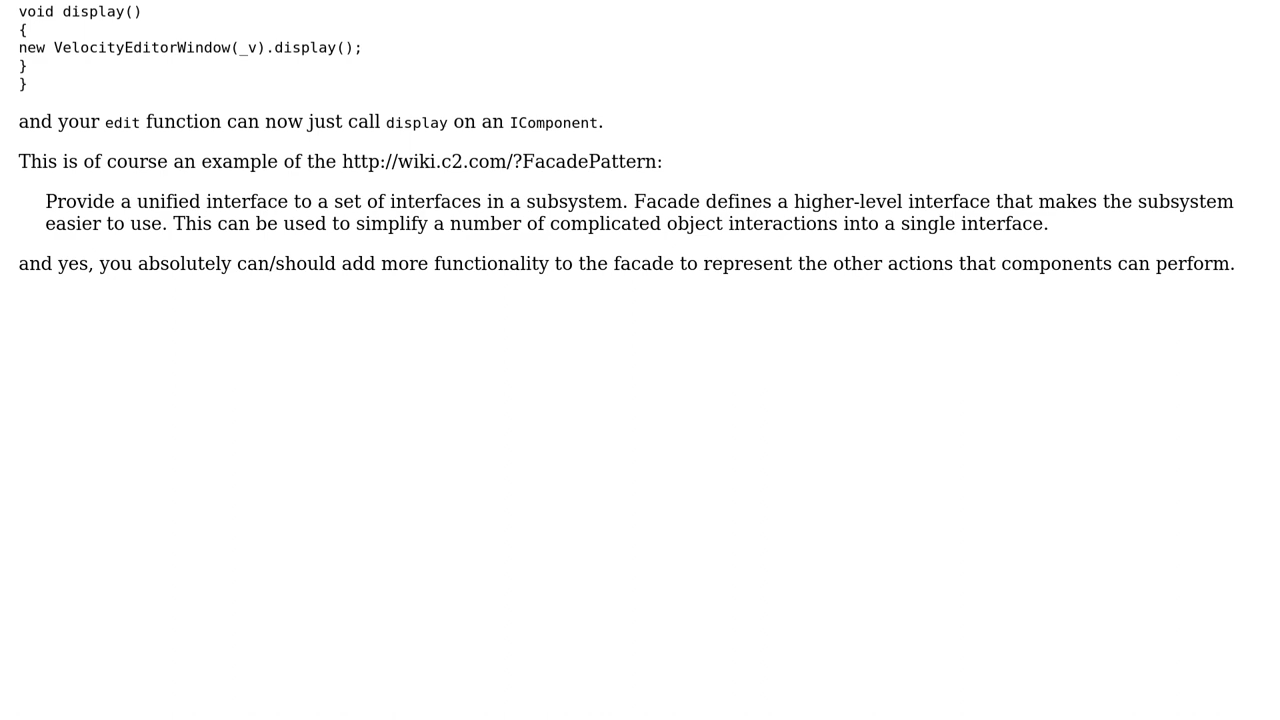 void display()
{
new VelocityEditorWindow(_v).display();
}
}
and your edit function can now just call display on an IComponent.
This is of course an example of the http://wiki.c2.com/?FacadePattern:
Provide a unified interface to a set of interfaces in a subsystem. Facade defines a higher-level interface that makes the subsystem
easier to use. This can be used to simplify a number of complicated object interactions into a single interface.
and yes, you absolutely can/should add more functionality to the facade to represent the other actions that components can perform.